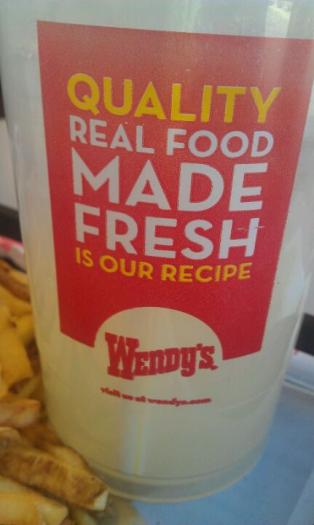 QUALITY
REAL FOOD
MADE
FRESH
IS OUR RECIPE
WENDY'S
visit us at wendys.com